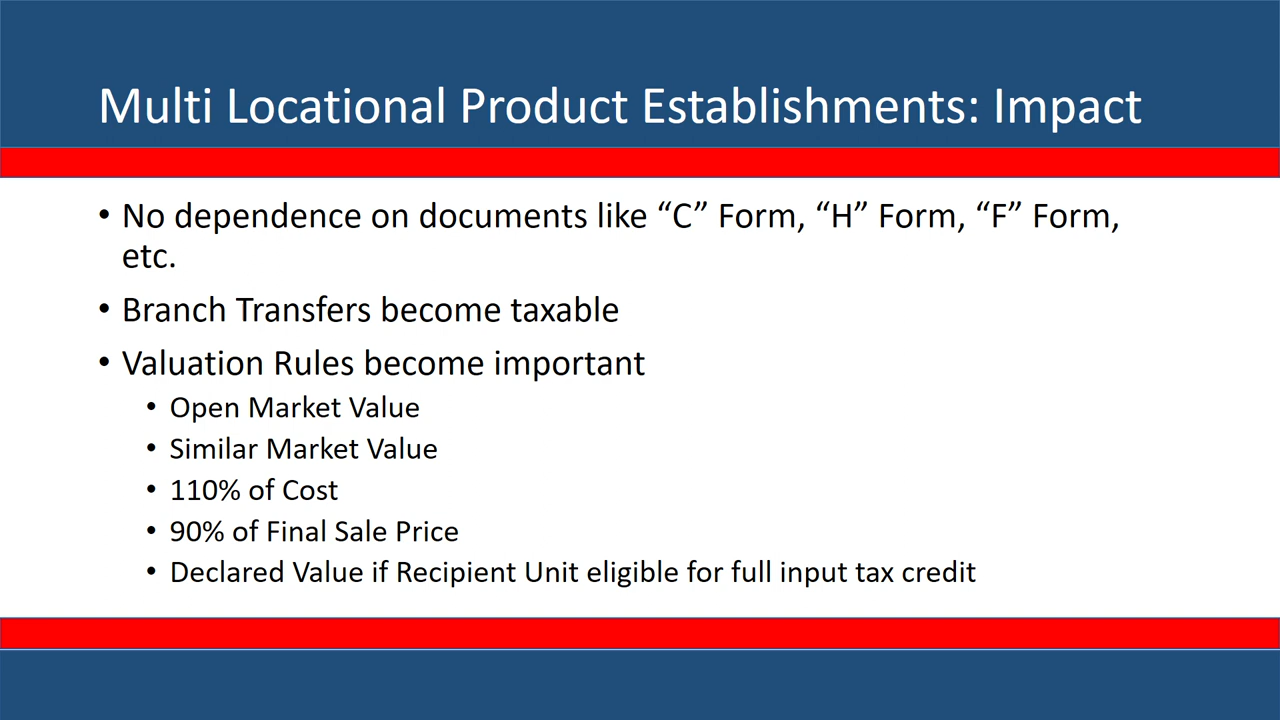 Multi Locational Product Establishments: Impact
• No dependence on documents like “C” Form, “H” Form, “F” Form,
etc.
• Branch Transfers become taxable
• Valuation Rules become important
• Open Market Value
• Similar Market Value
• 110% of Cost
• 90% of Final Sale Price
• Declared Value if Recipient Unit eligible for full input tax credit